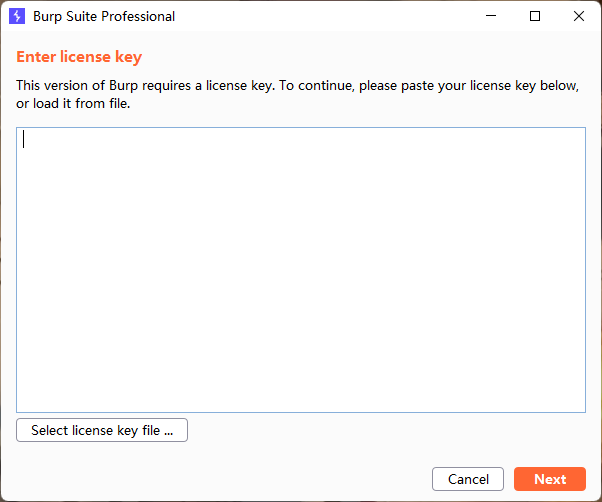 Burp Suite Professional
Enter license key
This version of Burp requires a license key. To continue, please paste your license key below,
or load it from file.
Select license key file ...
Cancel
Next